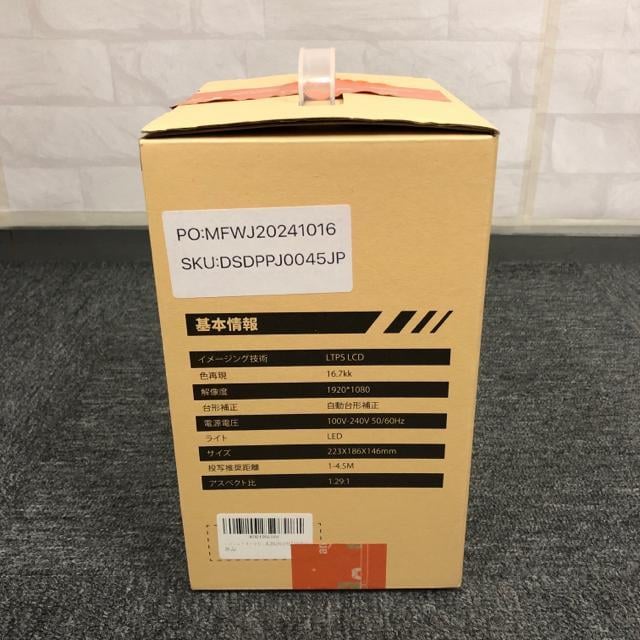 PO:MFWJ20241016
SKU:DSDPPJ0045JP
基本情報
イメージング技術 LTPS LCD
色再現 16.7kk
解像度 1920*1080
台形補正 自動台形補正
電源電圧 100V-240V 50/60Hz
ライト LED
サイズ 223X186X146mm
投写推奨距離 1-4.5M
アスペクト比 1.29:1